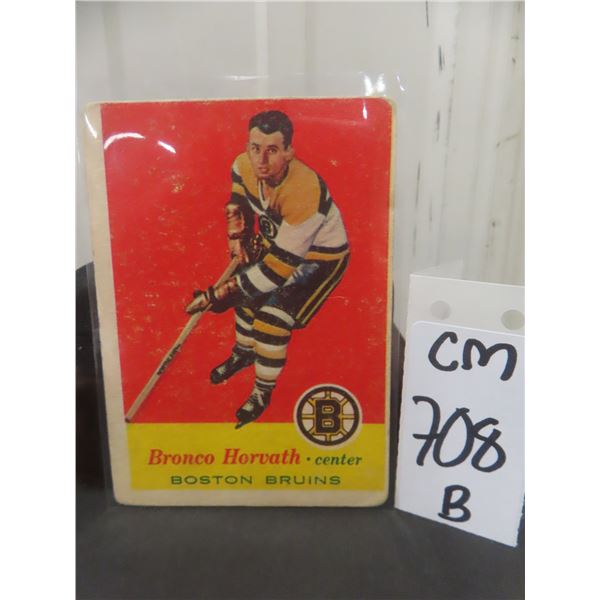 B
Bronco Horvath · center
BOSTON BRUINS
CM
708
B